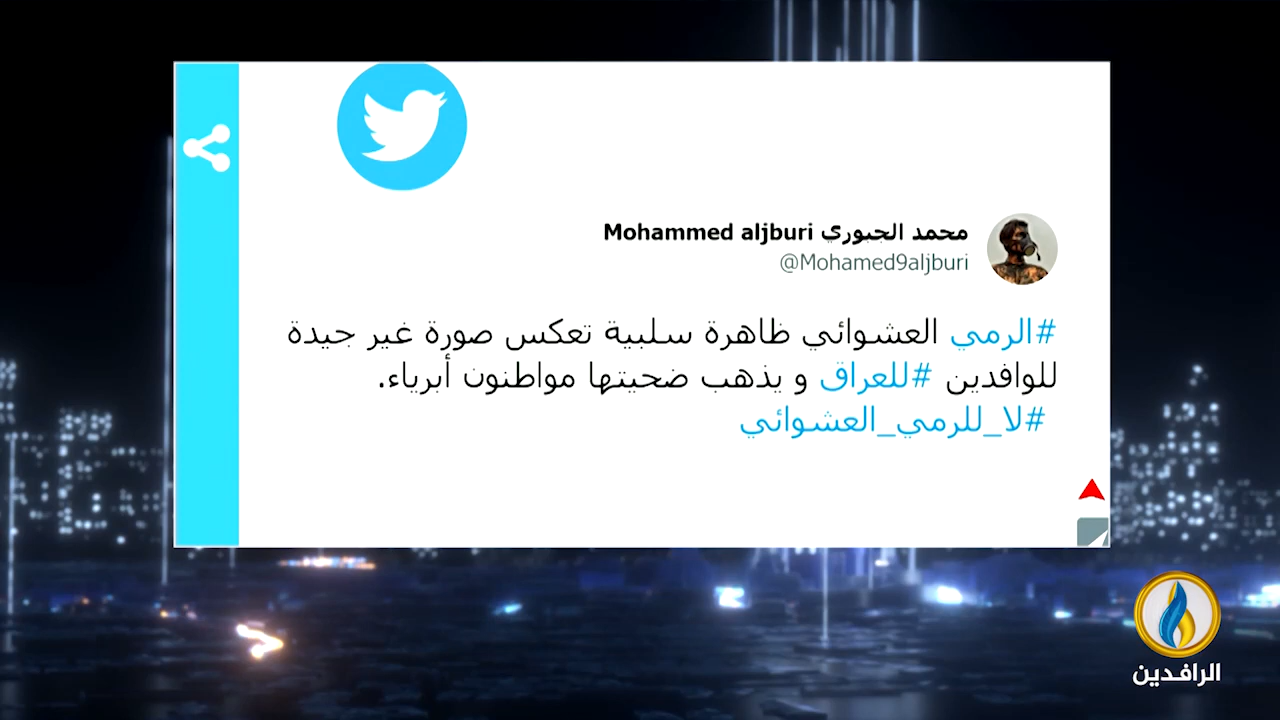 محمد الجبوري Mohammed aljburi
@Mohamed9aljburi
#الرمي العشوائي ظاهرة سلبية تعكس صورة غير جيدة
للوافدين #للعراق و يذهب ضحيتها مواطنون أبرياء.
#لا_للرمي_العشوائي
الرافدين